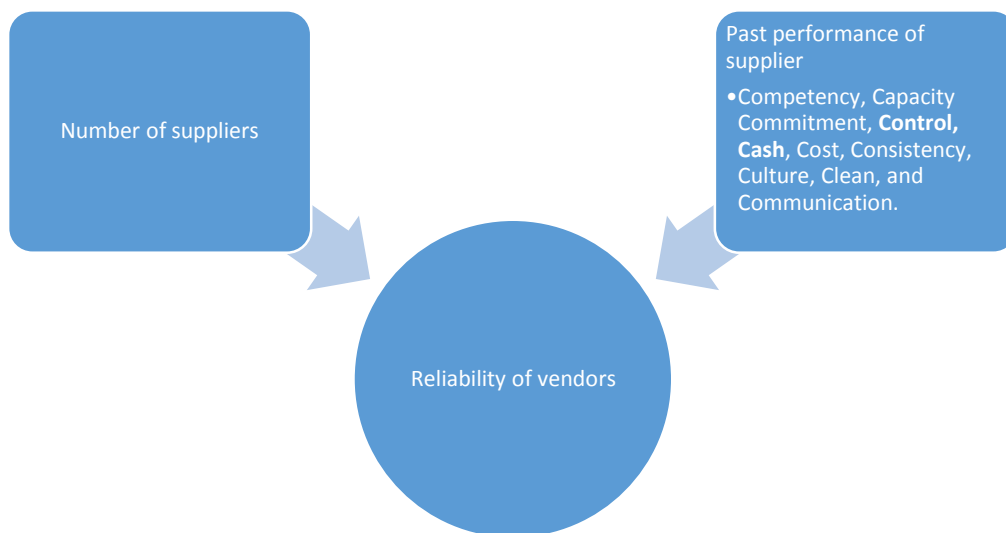 Number of suppliers
Past performance of
supplier
•Competency, Capacity
Commitment, Control,
Cash, Cost, Consistency,
Culture, Clean, and
Communication.
Reliability of vendors